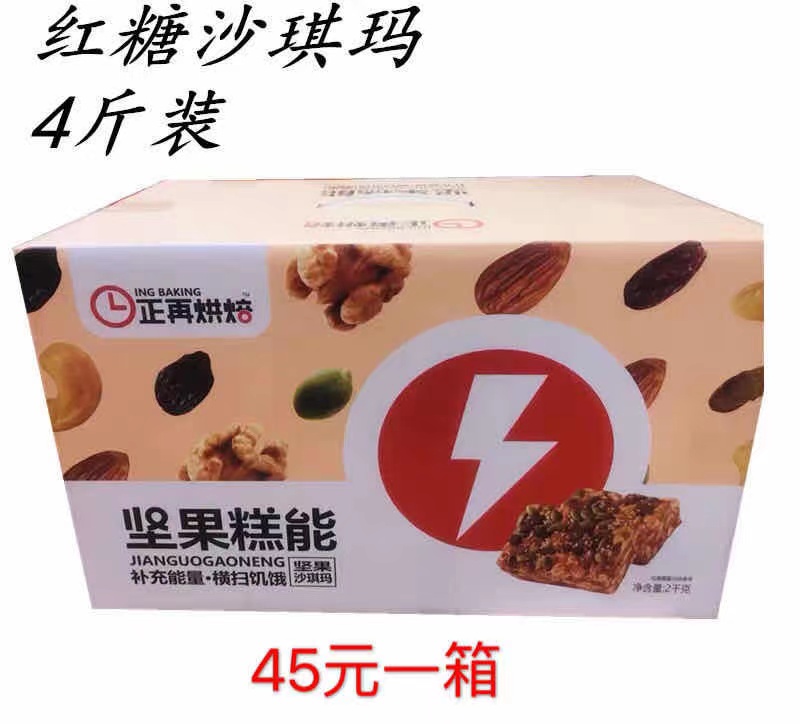 红糖沙琪玛
4斤装
ING BAKING
正再烘焙
TM
坚果糕能
JIANGUOGAONENG
补充能量·横扫饥饿
坚果
沙琪玛
净含量:2千克
45元一箱